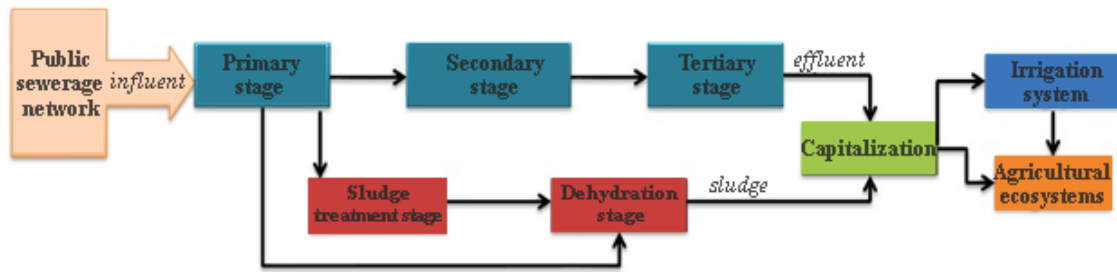 Public
sewerage
network
influent
Primary
stage
Secondary
stage
Tertiary
stage
effluent
Irrigation
system
Capitalization
Sludge
treatment stage
Dehydration
stage
sludge
Agricultural
ecosystems